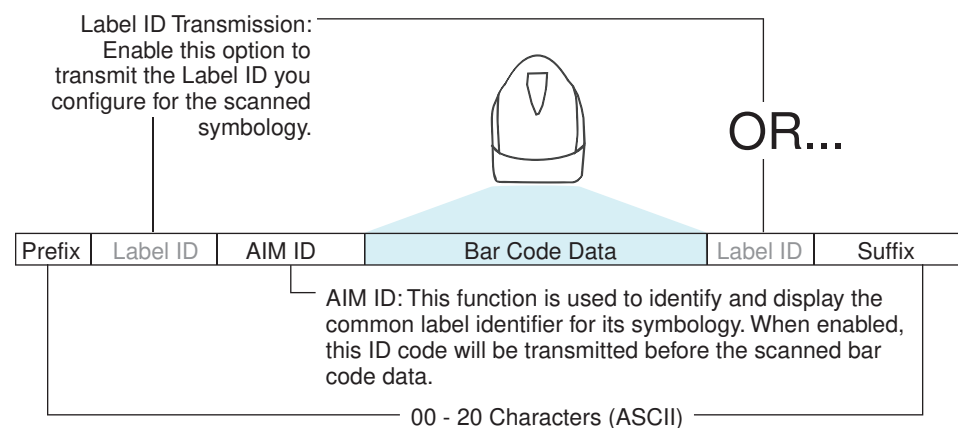 Label ID Transmission:
Enable this option to
transmit the Label ID you
configure for the scanned
symbology.
OR...
Prefix Label ID AIM ID Bar Code Data Label ID Suffix
AIM ID: This function is used to identify and display the
common label identifier for its symbology. When enabled,
this ID code will be transmitted before the scanned bar
code data.
00 - 20 Characters (ASCII)